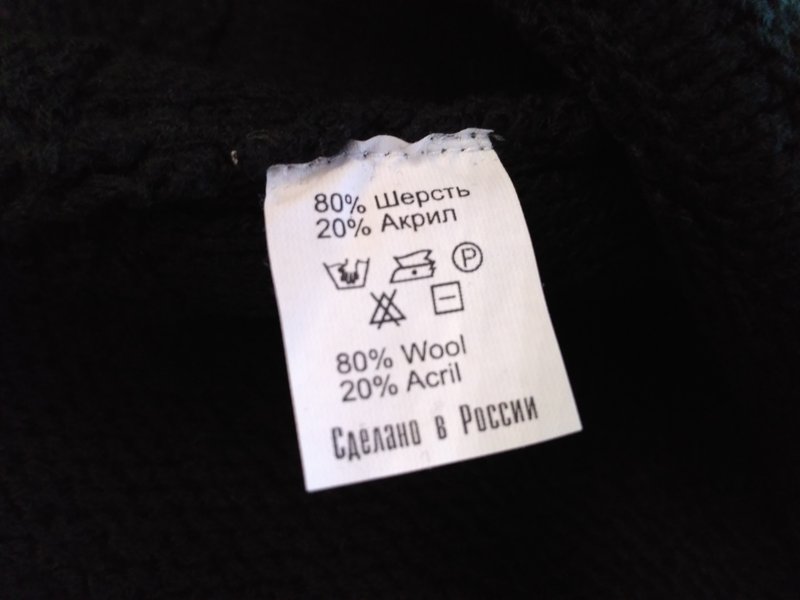 80% Шерсть
20% Акрил
P
80% Wool
20% Acril
Сделано в России